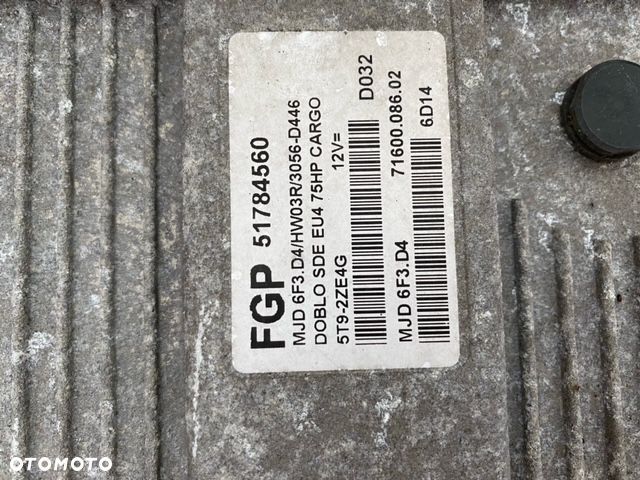 FGP 51784560
MJD 6F3.D4/HW03R/3056-D446
DOBLO SDE EU4 75HP CARGO
5T9-2ZE4G 12V=
D032
MJD 6F3.D4 71600.086.02
6D14
OTOMOTO
OTOMOTO